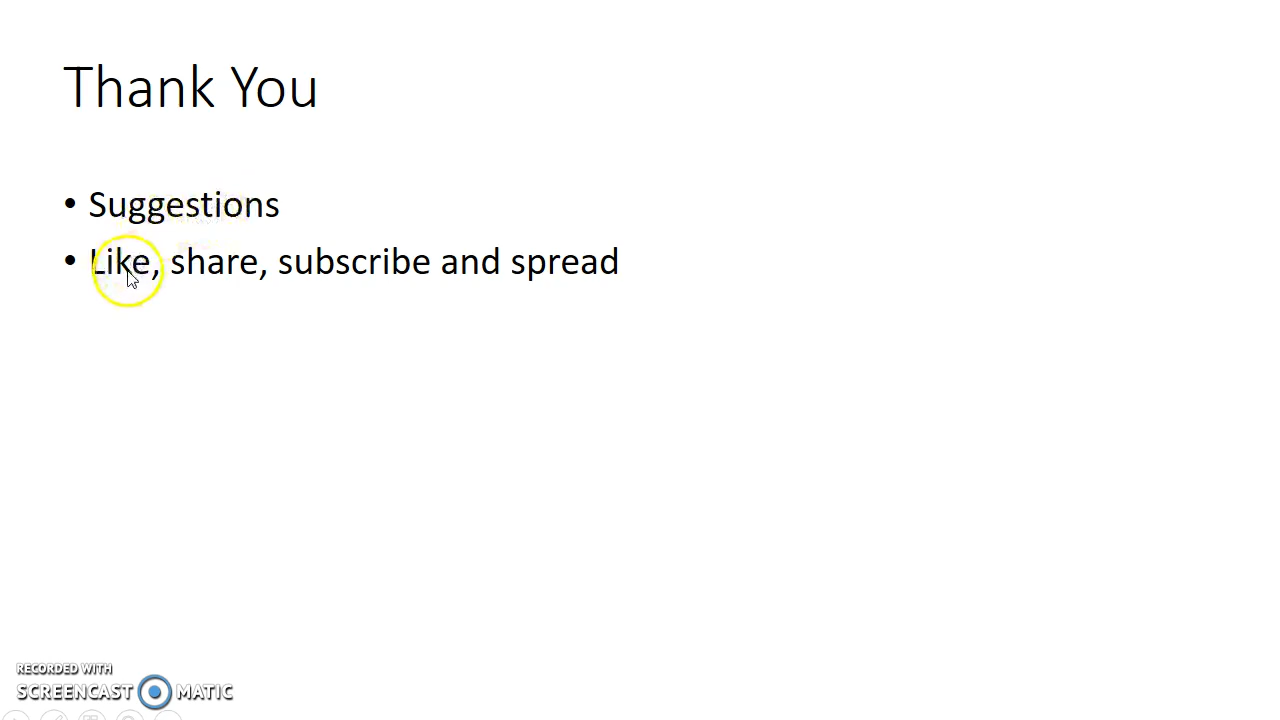 Thank You
• Suggestions
• Like, share, subscribe and spread
RECORDED WITH
SCREENCAST MATIC